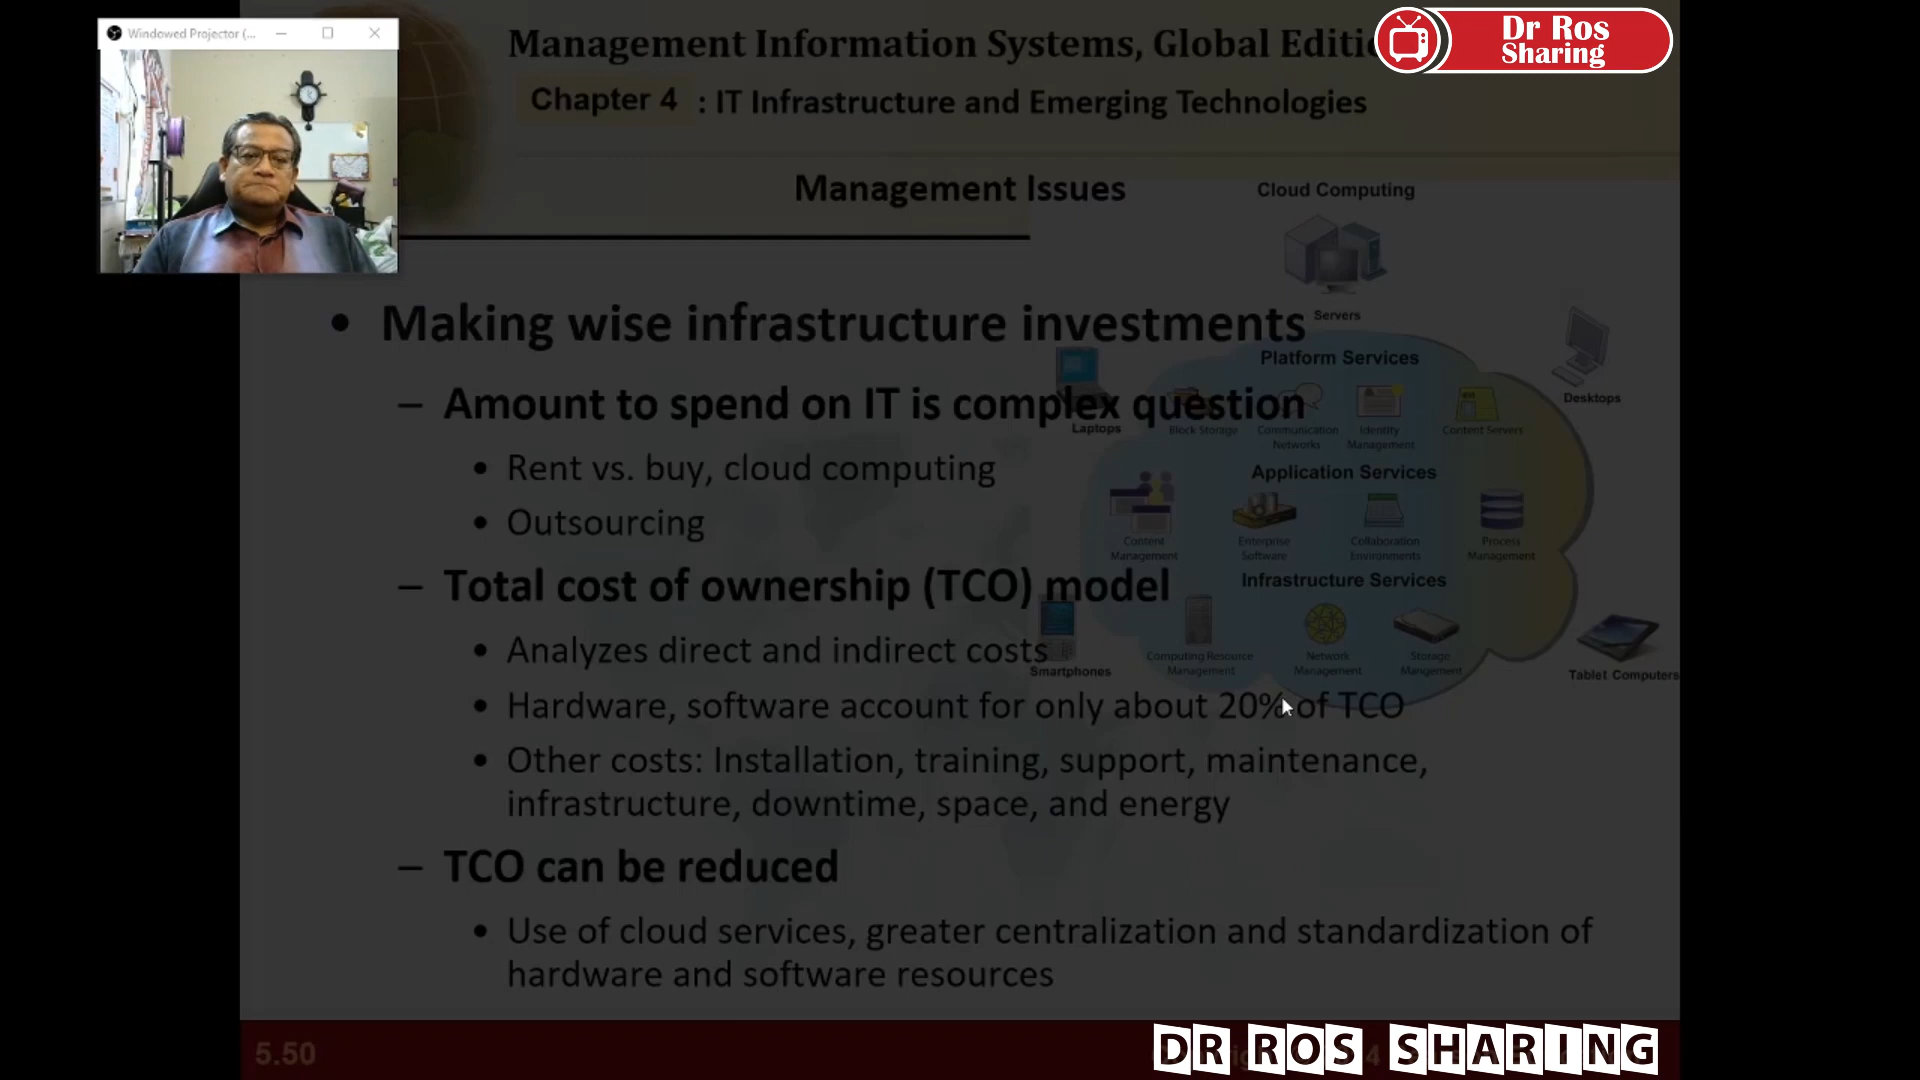 Windowed Projector (...
Management Information Systems, Global Editi
Dr Ros
Sharing
Chapter 4 : IT Infrastructure and Emerging Technologies
Management Issues
Cloud Computing
Servers
Platform Services
Laptops
Block Storage
Communication
Networks
Identity
Management
Content Servers
Desktops
Application Services
Content
Management
Enterprise
Software
Collaboration
Environments
Process
Management
Infrastructure Services
Smartphones
Computing Resource
Management
Network
Management
Storage
Mangement
Tablet Computers
• Making wise infrastructure investments
– Amount to spend on IT is complex question
• Rent vs. buy, cloud computing
• Outsourcing
– Total cost of ownership (TCO) model
• Analyzes direct and indirect costs
• Hardware, software account for only about 20% of TCO
• Other costs: Installation, training, support, maintenance,
infrastructure, downtime, space, and energy
– TCO can be reduced
• Use of cloud services, greater centralization and standardization of
hardware and software resources
5.50
DR ROS SHARING